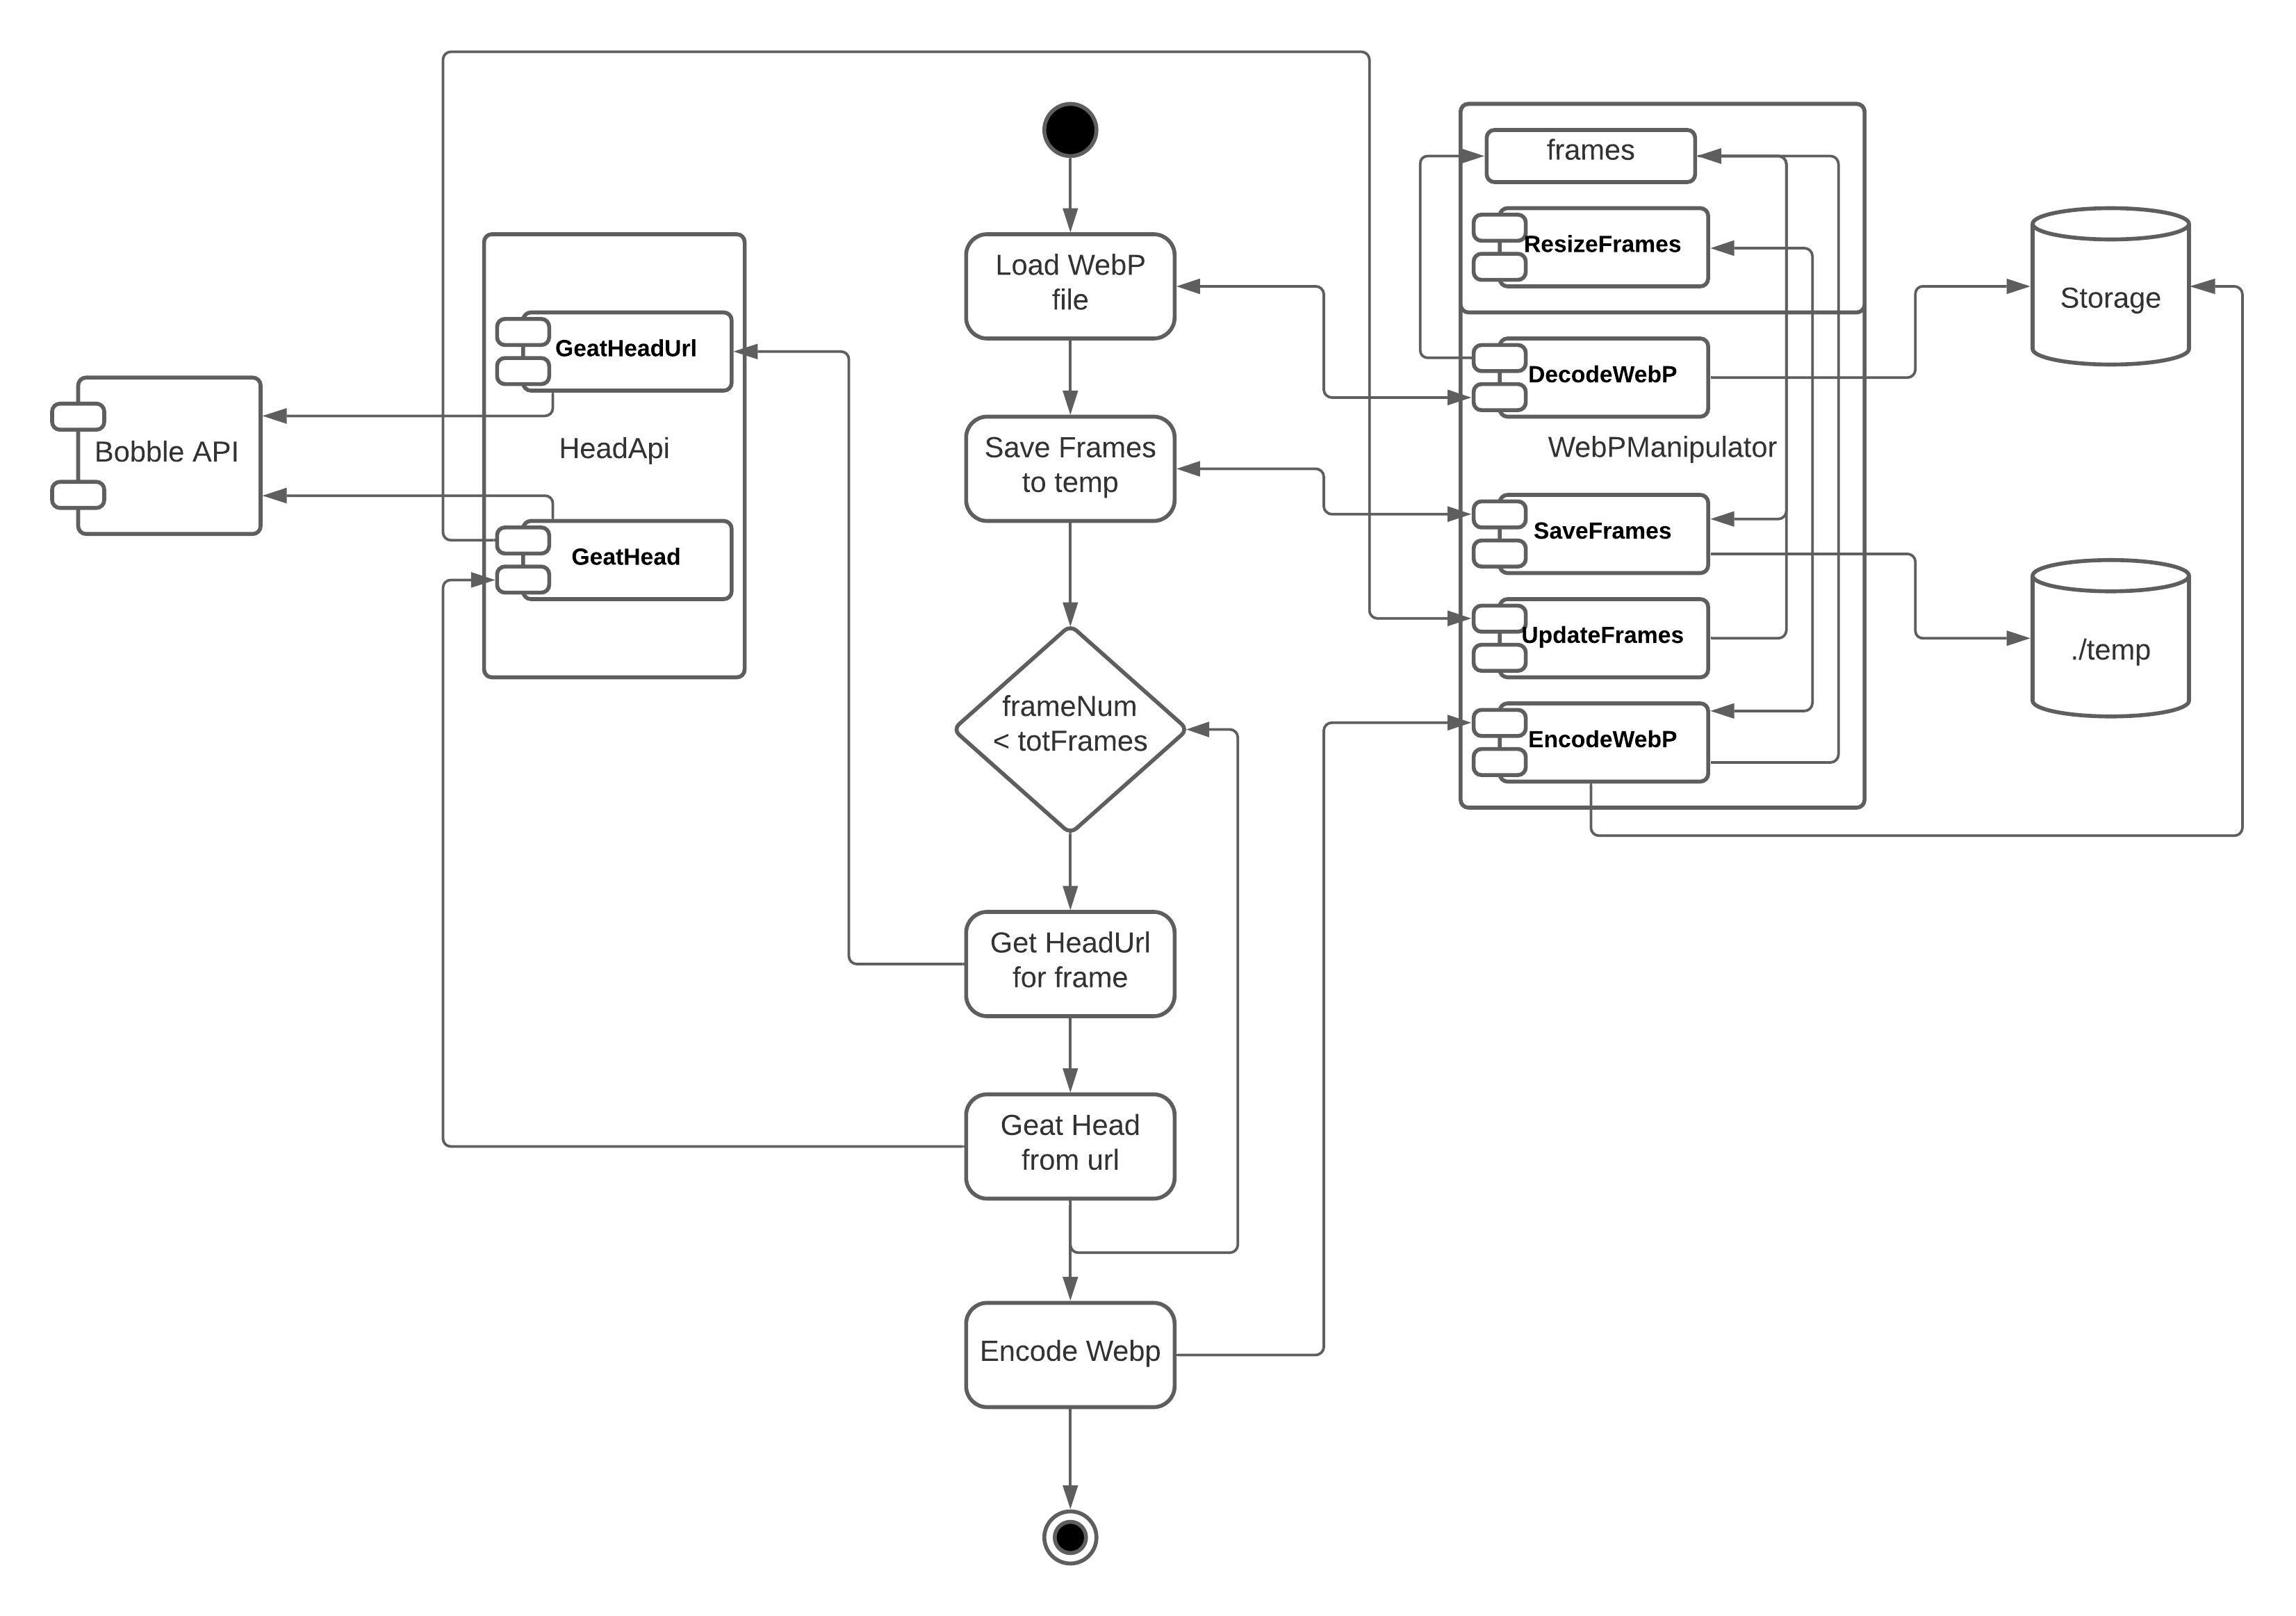 frames
ResizeFrames
Load WebP
file
Storage
GeatHeadUrl
DecodeWebP
Bobble API
HeadApi
Save Frames
to temp
WebPManipulator
GeatHead
SaveFrames
UpdateFrames
./temp
frameNum
< totFrames
EncodeWebP
Get HeadUrl
for frame
Geat Head
from url
Encode Webp